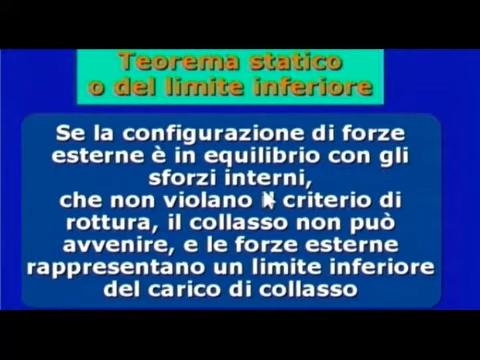 Teorema statico
o del limite inferiore
Se la configurazione di forze
esterne è in equilibrio con gli
sforzi interni,
che non violano il criterio di
rottura, il collasso non può
avvenire, e le forze esterne
rappresentano un limite inferiore
del carico di collasso